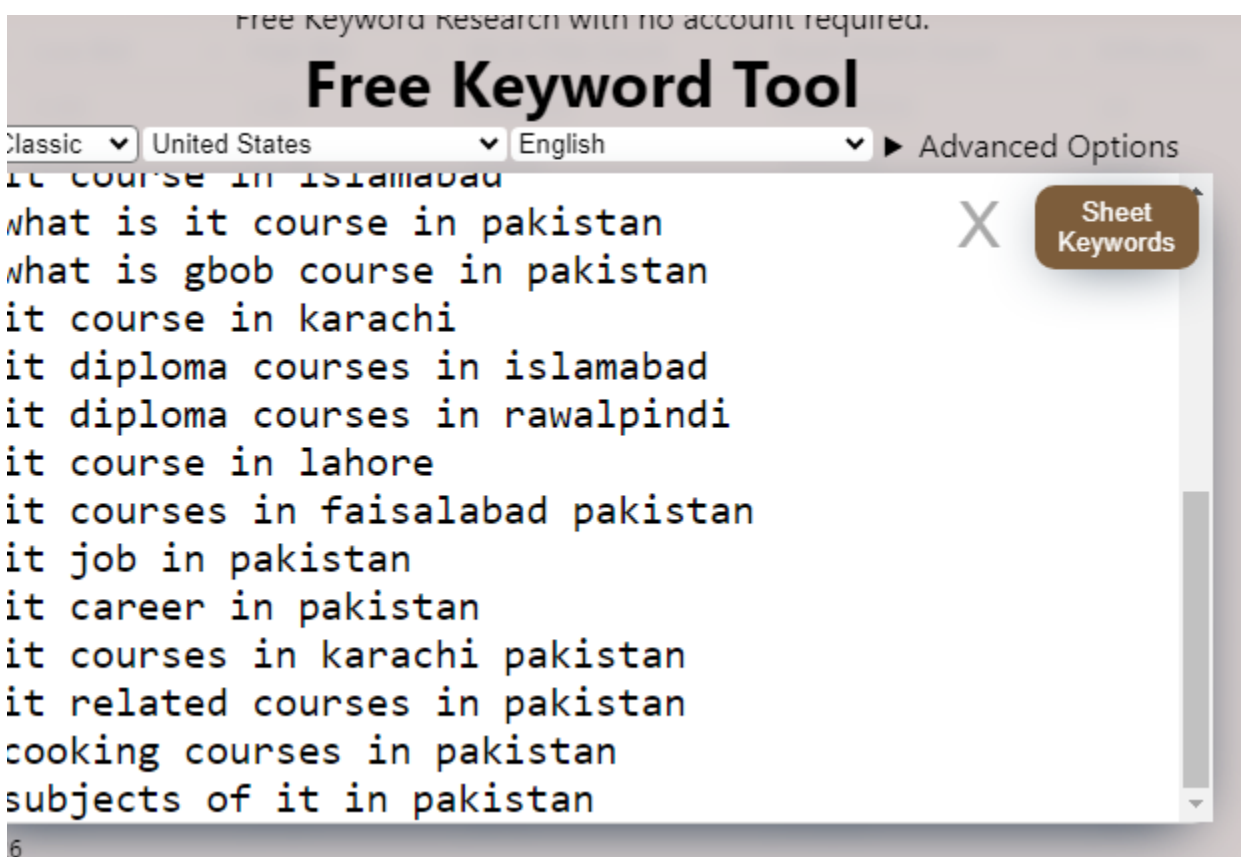 Free Keyword Research with no account required.
Free Keyword Tool
Classic United States English ▶ Advanced Options
it course in islamabad
what is it course in pakistan
X Sheet Keywords
what is gbob course in pakistan
it course in karachi
it diploma courses in islamabad
it diploma courses in rawalpindi
it course in lahore
it courses in faisalabad pakistan
it job in pakistan
it career in pakistan
it courses in karachi pakistan
it related courses in pakistan
cooking courses in pakistan
subjects of it in pakistan
6